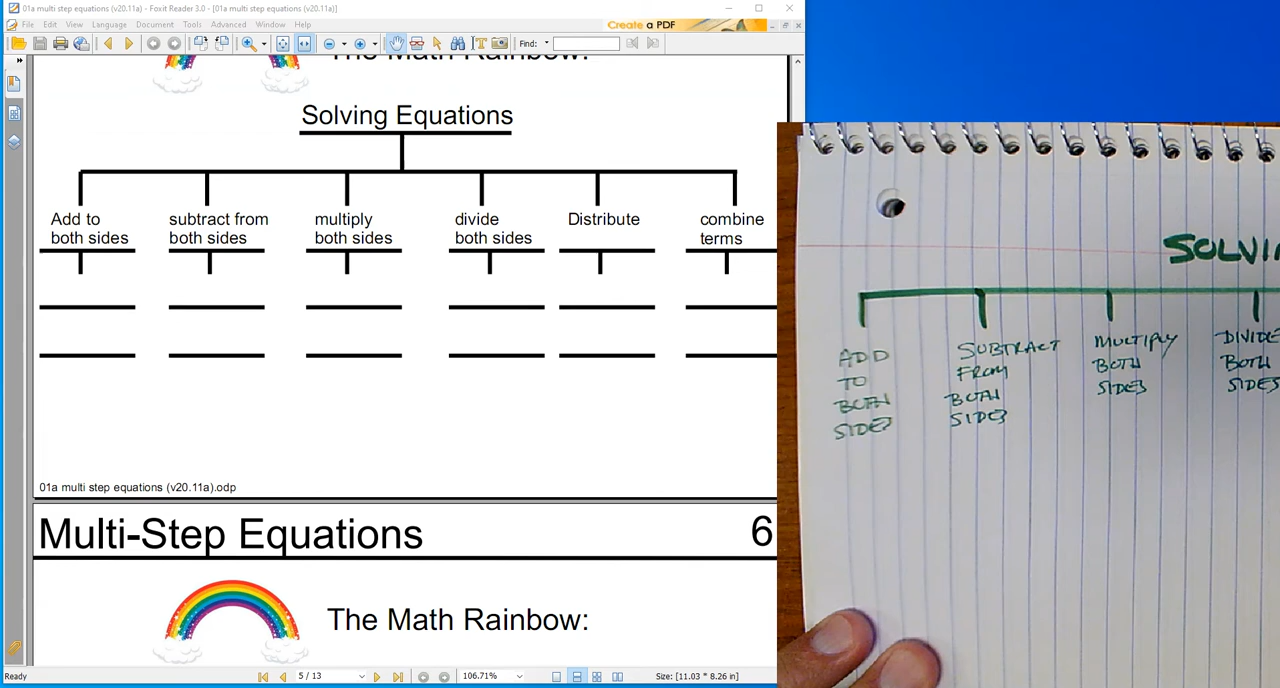 01a multi step equations (v20.11a) - Foxit Reader 3.0 - [01a multi step equations (v20.11a)]
File Edit View Language Document Tools Advanced Window Help
Create a PDF
Find:
The Math Rainbow:
Solving Equations
Add to
both sides
subtract from
both sides
multiply
both sides
divide
both sides
Distribute
combine
terms
01a multi step equations (v20.11a).odp
Multi-Step Equations 6
The Math Rainbow:
Ready
5 / 13
106.71%
Size: [11.03 * 8.26 in]
SOLVIN
ADD
TO
BOTH
SIDES
SUBTRACT
FROM
BOTH
SIDES
MULTIPLY
BOTH
SIDES
DIVIDE
BOTH
SIDES